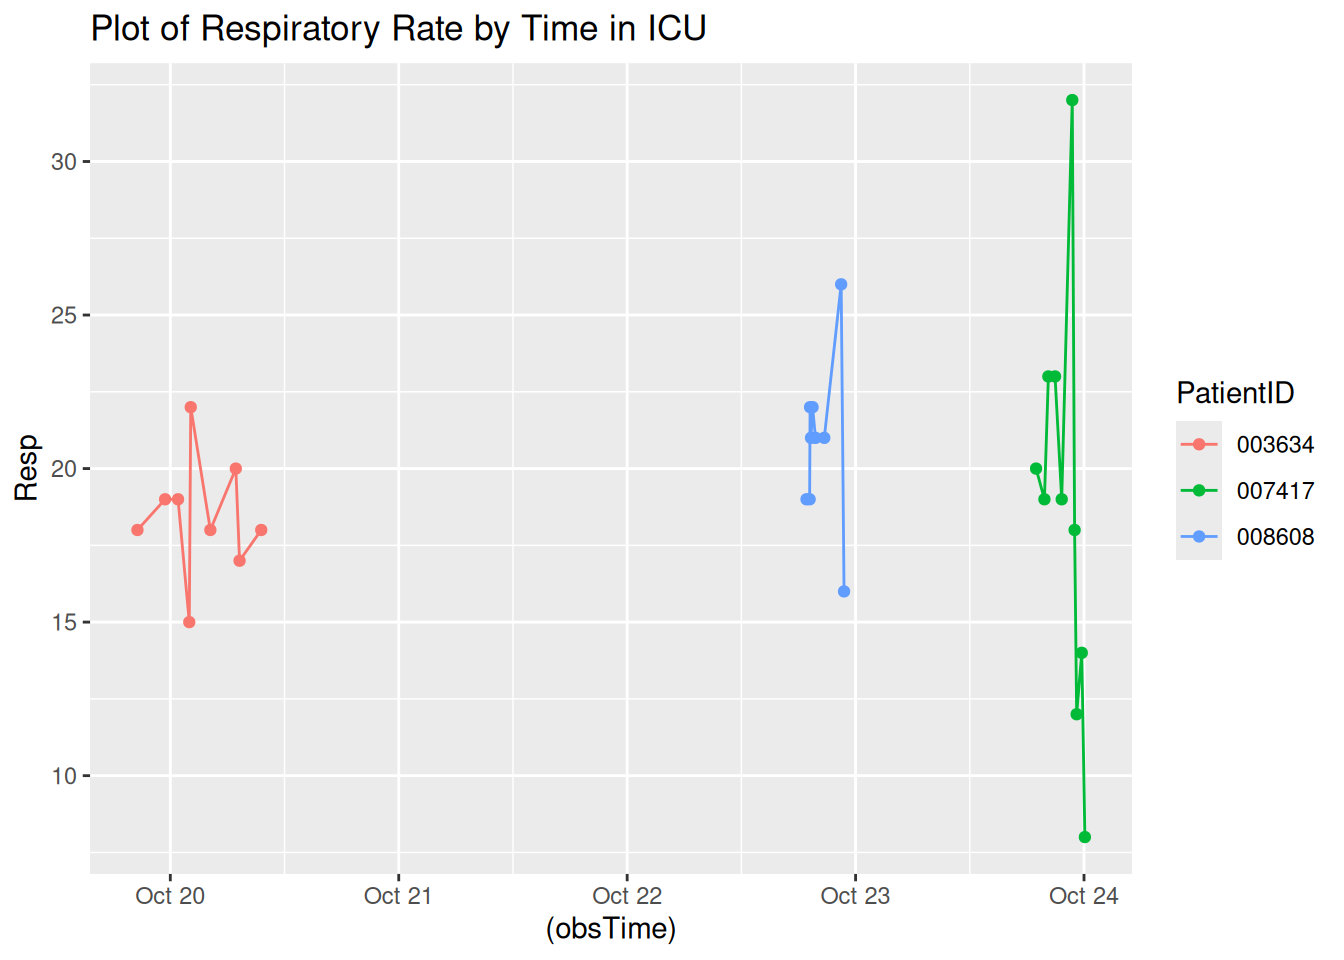 Plot of Respiratory Rate by Time in ICU
Resp
30
25
20
15
10
Oct 20
Oct 21
Oct 22
Oct 23
Oct 24
(obsTime)
PatientID
003634
007417
008608